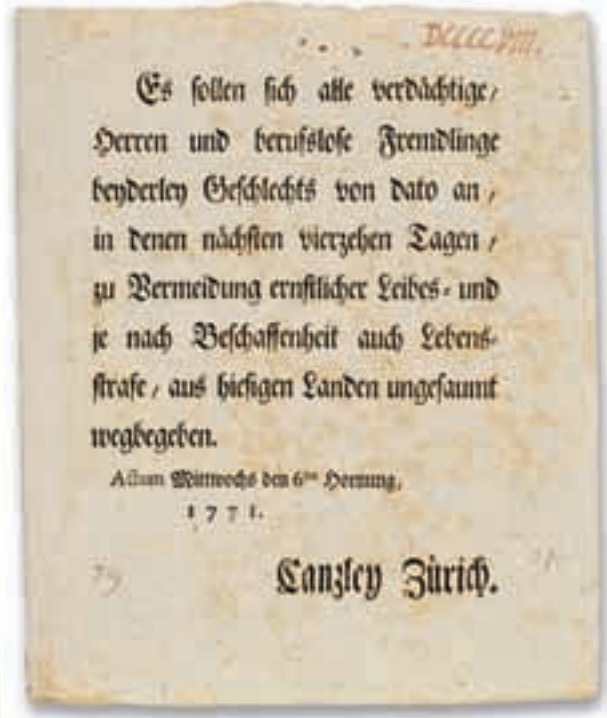 DCCCCVIII.
Es sollen sich alle verdächtige/
Herren und berufslose Fremdlinge
beyderley Geschlechts von dato an /
in denen nächsten vierzehen Tagen /
zu Vermeidung ernstlicher Leibes- und
je nach Beschaffenheit auch Lebens-
strafe / aus hiesigen Landen ungesaumt
wegbegeben.
Actum Mittwochs den 6ten Hornung,
1771.
Canzley Zürich.